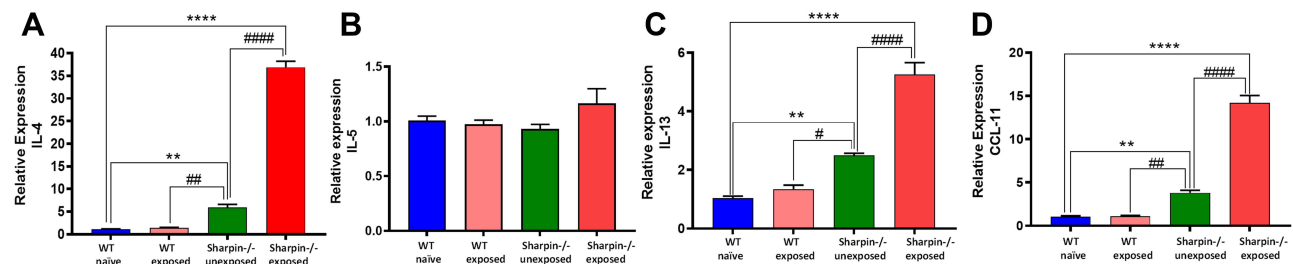 A
Relative Expression
IL-4
40
35
30
25
20
15
10
5
0
****
####
**
##
WT
naïve
WT
exposed
Sharpin-/-
unexposed
Sharpin-/-
exposed
B
Relative expression
IL-5
1.5
1.0
0.5
0.0
WT
naïve
WT
exposed
Sharpin-/-
unexposed
Sharpin-/-
exposed
C
Relative expression
IL-13
6
4
2
0
****
####
**
#
WT
naïve
WT
exposed
Sharpin-/-
unexposed
Sharpin-/-
exposed
D
Relative Expression
CCL-11
20
15
10
5
0
****
####
**
##
WT
naïve
WT
exposed
Sharpin-/-
unexposed
Sharpin-/-
exposed